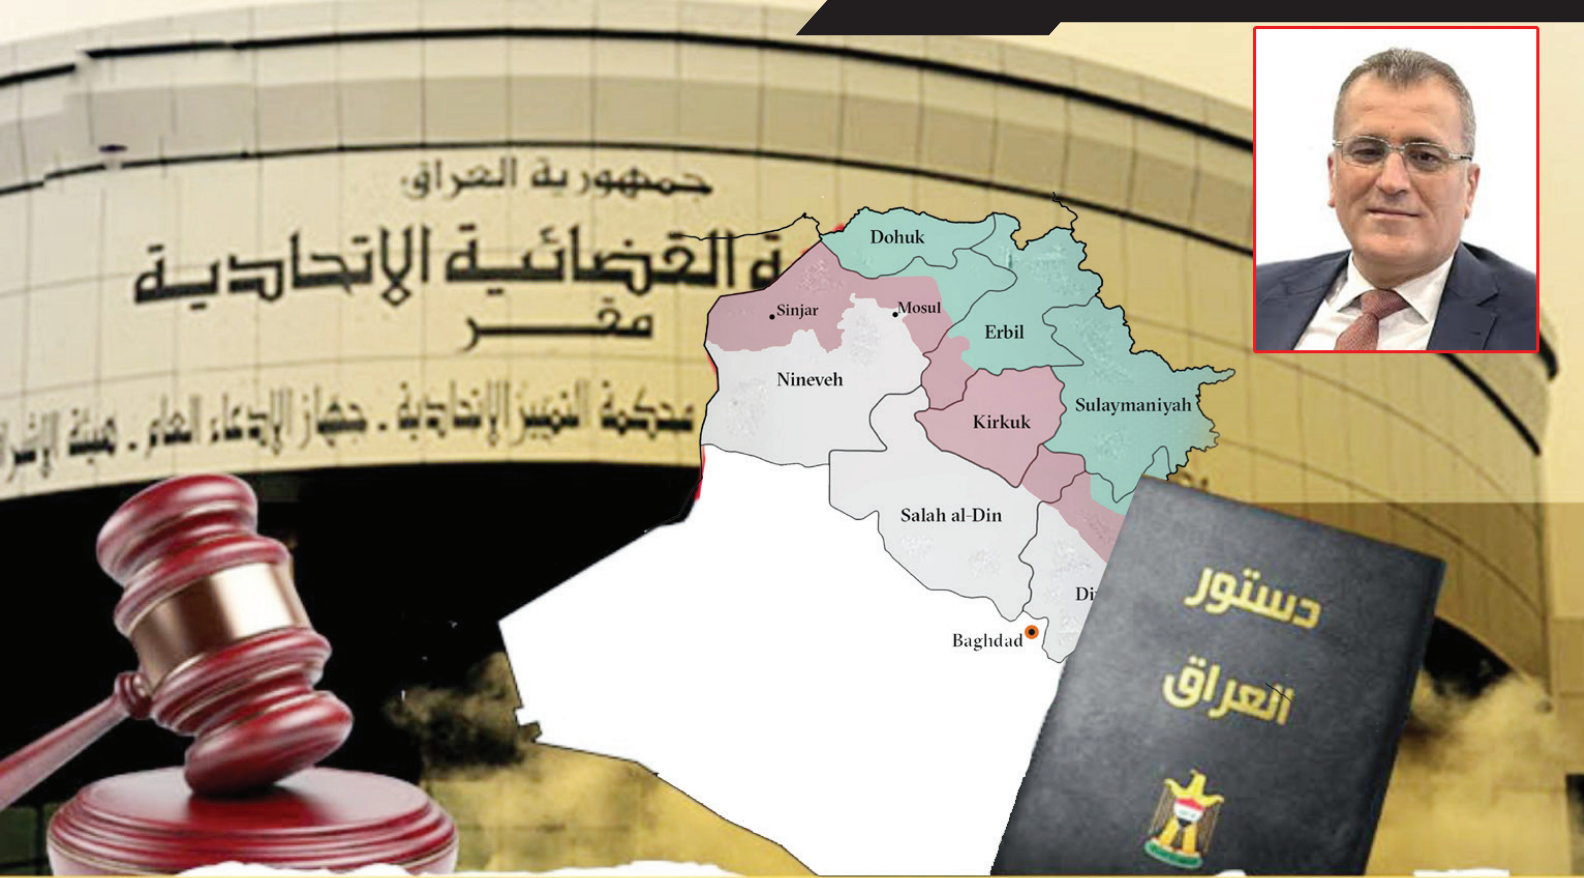 جمهورية العراق
ة القضائية الاتحادية
مقر
محكمة التمييز الاتحادية - جهاز الادعاء العام - هيئة
Dohuk
Sinjar
Mosul
Erbil
Nineveh
Sulaymaniyah
Kirkuk
Salah al-Din
Di
Baghdad
دستور
العراق